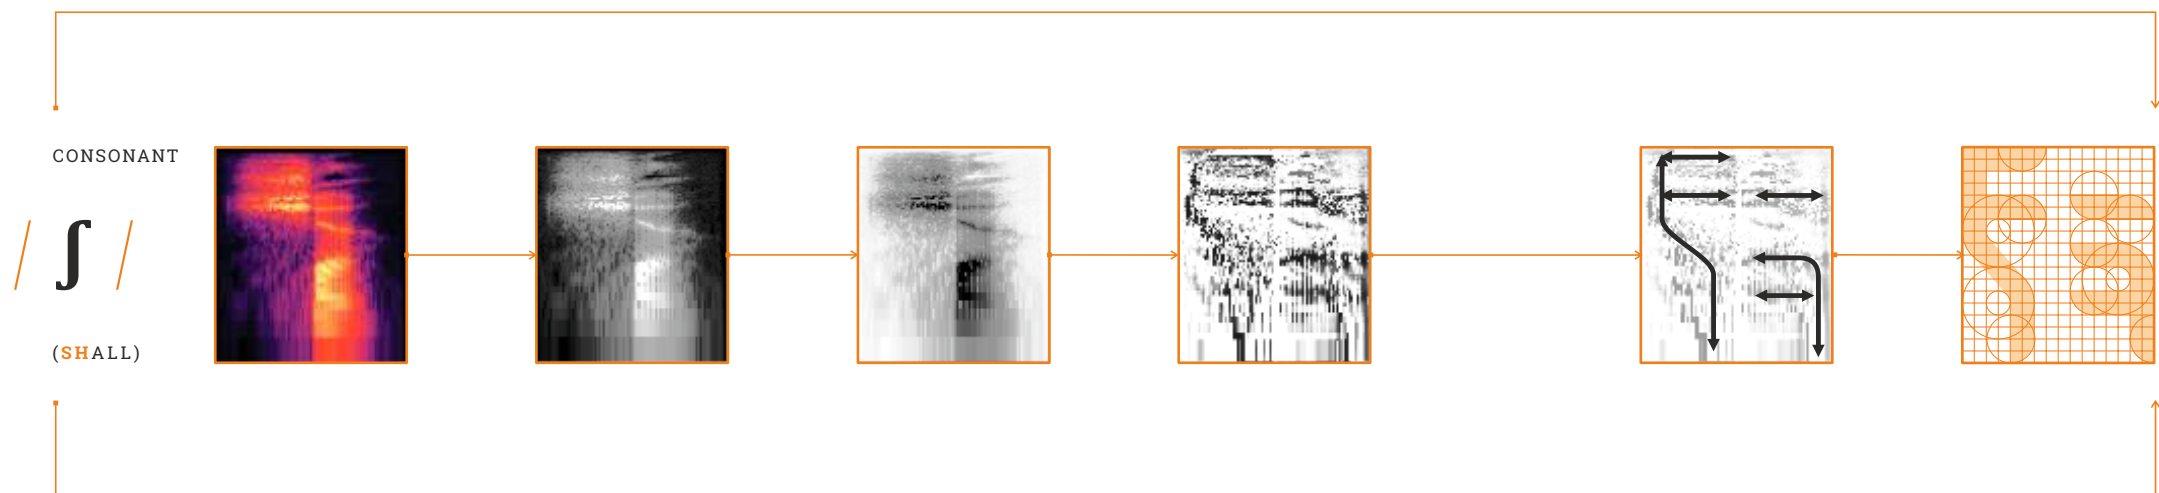 CONSONANT
/ ʃ /
(SHALL)